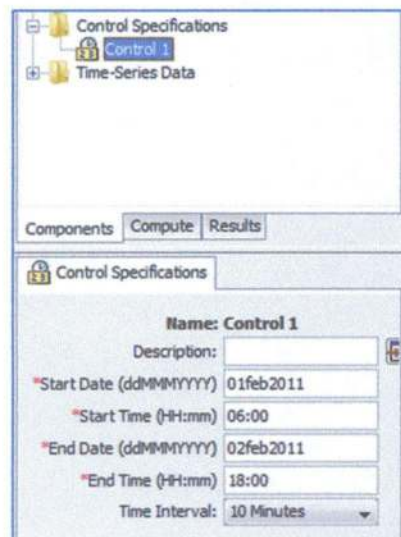 Control Specifications
Control 1
Time-Series Data
Components Compute Results
Control Specifications
Name: Control 1
Description:
*Start Date (ddMMMYYYY) 01feb2011
*Start Time (HH:mm) 06:00
*End Date (ddMMMYYYY) 02feb2011
*End Time (HH:mm) 18:00
Time Interval: 10 Minutes